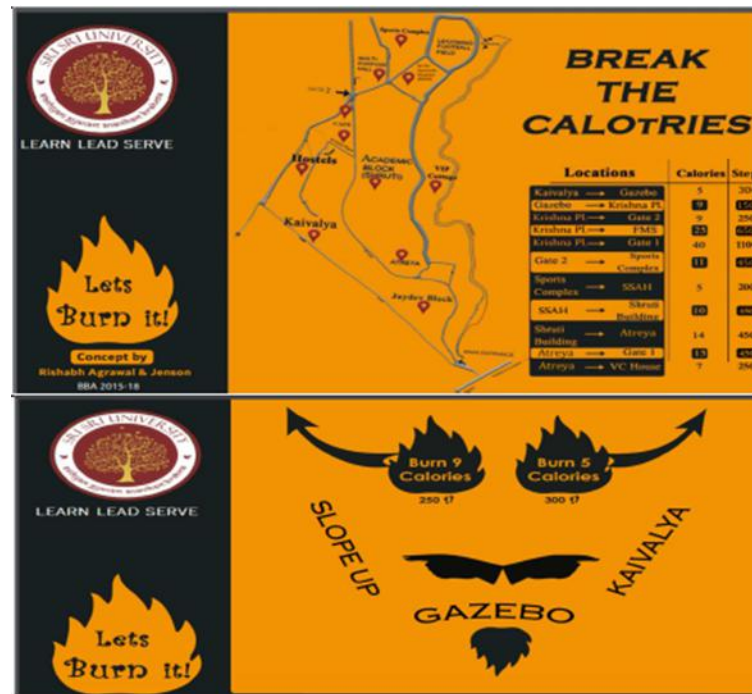 SRI SRI UNIVERSITY
LEARN LEAD SERVE
Lets
Burn it!
Concept by
Rishabh Agrawal & Jenson
BBA 2015-18
Sports Complex
UPCOMING
FOOTBALL
FIELD
Hostels
ACADEMIC
BLOCK
VIP
Cottage
Kaivalya
Jaydev Block
BREAK
THE
CALOTRIES
Locations Calories
Kaivalya → Gazebo 5
Gazebo → Krishna Pl. 9
Krishna Pl. → Gate 2 9
Krishna Pl. → FMS 25
Krishna Pl. → Gate 1 40
Gate 2 → Sports Complex 11
Sports Complex → SSAH 5
SSAH → Shruti Building 10
Shruti Building → Atreya 14
Atreya → Gate 1 13
Atreya → VC House 7
SRI SRI UNIVERSITY
LEARN LEAD SERVE
Lets
Burn it!
Burn 9
Calories
250
Burn 5
Calories
300
SLOPE UP
KAIVALYA
GAZEBO